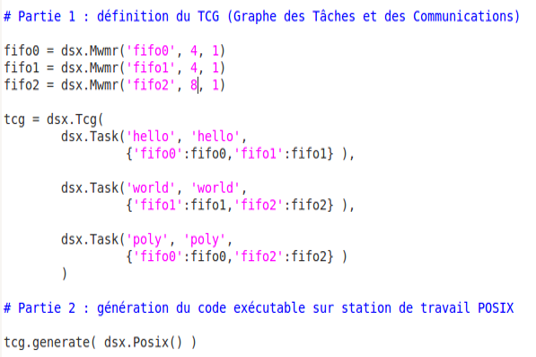 # Partie 1 : définition du TCG (Graphe des Tâches et des Communications)
fifo0 = dsx.Mwmr('fifo0', 4, 1)
fifo1 = dsx.Mwmr('fifo1', 4, 1)
fifo2 = dsx.Mwmr('fifo2', 8, 1)
tcg = dsx.Tcg(
dsx.Task('hello', 'hello',
{'fifo0':fifo0,'fifo1':fifo1} ),
dsx.Task('world', 'world',
{'fifo1':fifo1,'fifo2':fifo2} ),
dsx.Task('poly', 'poly',
{'fifo0':fifo0,'fifo2':fifo2} )
)
# Partie 2 : génération du code exécutable sur station de travail POSIX
tcg.generate( dsx.Posix() )